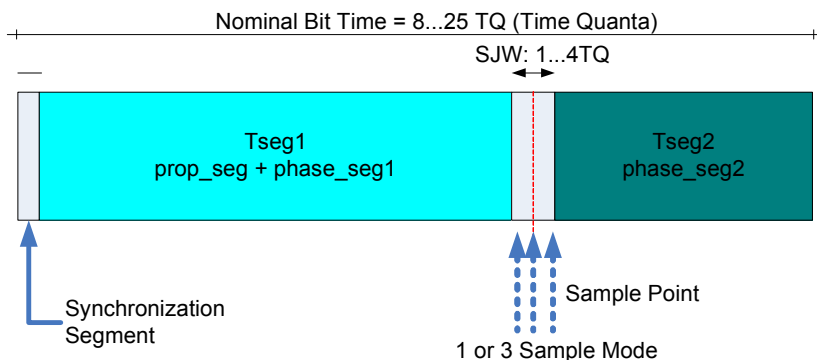 Nominal Bit Time = 8...25 TQ (Time Quanta)
SJW: 1...4TQ
Tseg1
prop_seg + phase_seg1
Tseg2
phase_seg2
Synchronization
Segment
Sample Point
1 or 3 Sample Mode